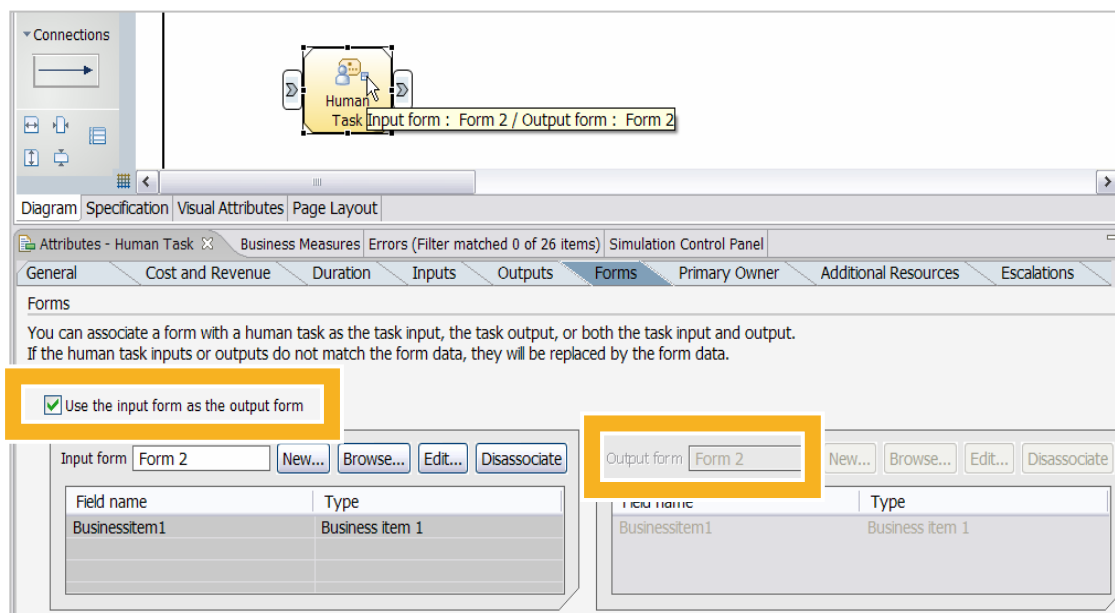 Connections
Human
Task
Input form : Form 2 / Output form : Form 2
Diagram Specification Visual Attributes Page Layout
Attributes - Human Task Business Measures Errors (Filter matched 0 of 26 items) Simulation Control Panel
General Cost and Revenue Duration Inputs Outputs Forms Primary Owner Additional Resources Escalations
Forms
You can associate a form with a human task as the task input, the task output, or both the task input and output.
If the human task inputs or outputs do not match the form data, they will be replaced by the form data.
Use the input form as the output form
Input form Form 2 New... Browse... Edit... Disassociate Output form Form 2 New... Browse... Edit... Disassociate
Field name Type Field name Type
Businessitem1 Business item 1 Businessitem1 Business item 1